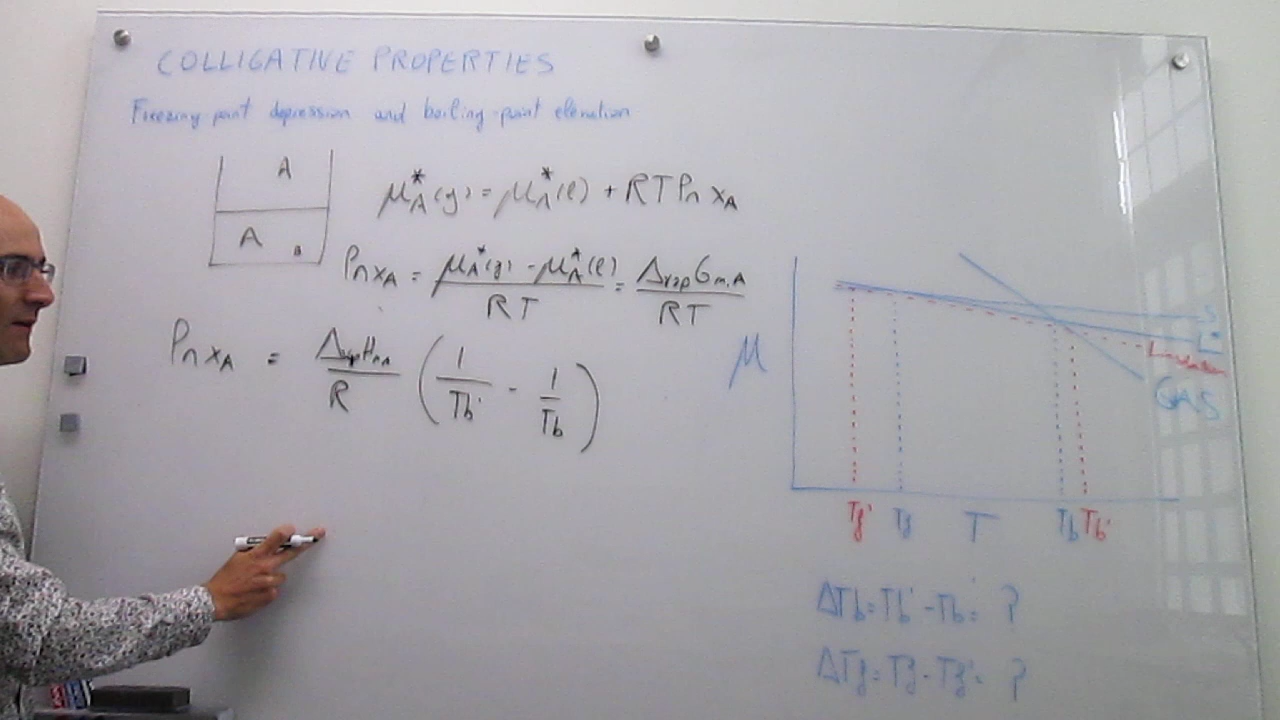 COLLIGATIVE PROPERTIES
Freezing point depression and boiling-point elevation
A
A B
μ*A(g) = μ*A(l) + RT ln xA
ln xA = (μ*A(g) - μ*A(l)) / RT = ΔvapGm,A / RT
ln xA = ΔvapHm,A / R (1/Tb' - 1/Tb)
μ
S
L*
GAS
Tf' Tf T Tb Tb'
ΔTb = Tb' - Tb = ?
ΔTf = Tf - Tf' = ?